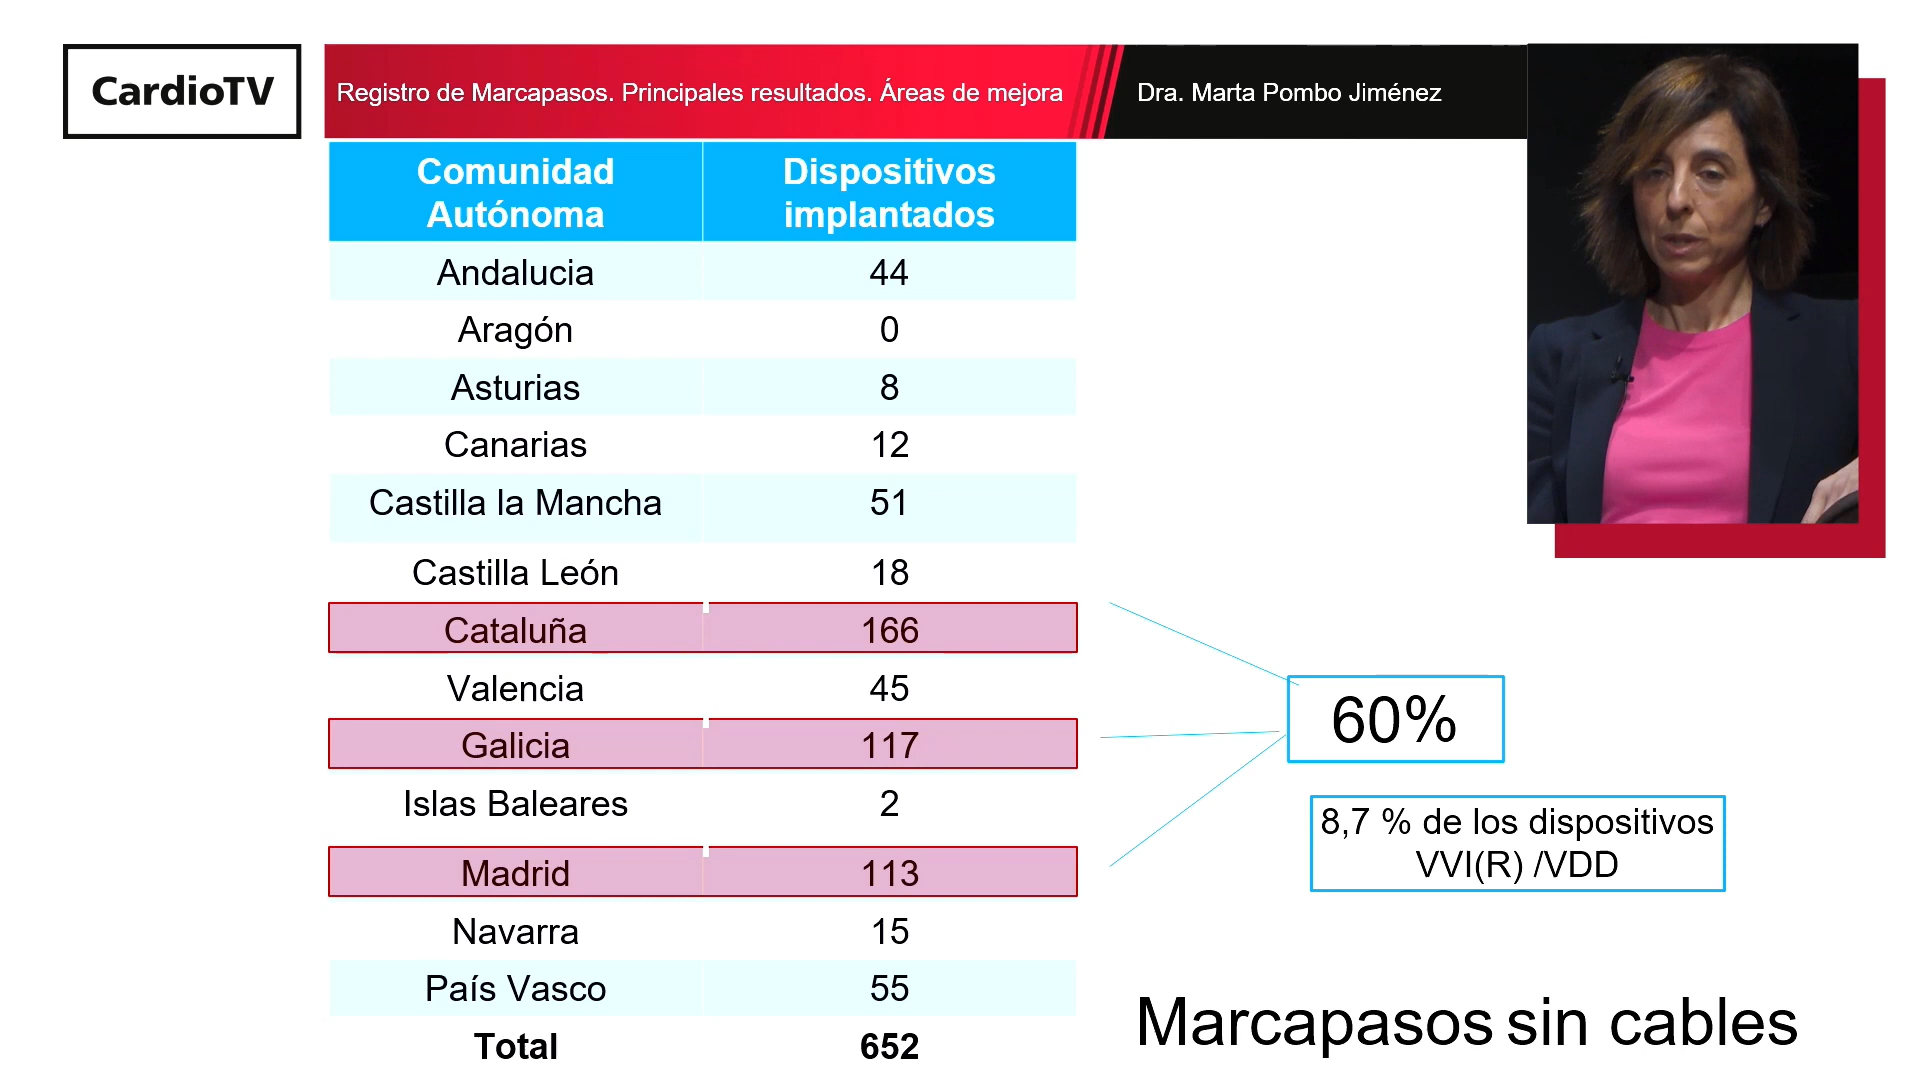 CardioTV
Registro de Marcapasos. Principales resultados. Áreas de mejora
Dra. Marta Pombo Jiménez
Comunidad Autónoma
Dispositivos implantados
Andalucia 44
Aragón 0
Asturias 8
Canarias 12
Castilla la Mancha 51
Castilla León 18
Cataluña 166
Valencia 45
Galicia 117
Islas Baleares 2
Madrid 113
Navarra 15
País Vasco 55
Total 652
60%
8,7 % de los dispositivos
VVI(R) /VDD
Marcapasos sin cables